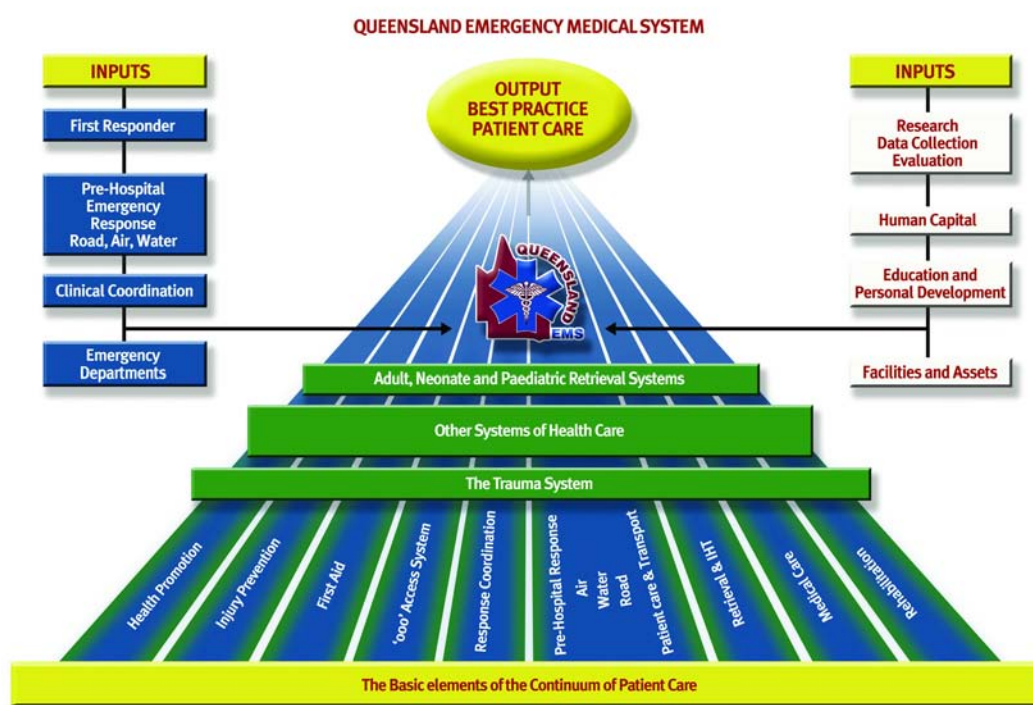 QUEENSLAND EMERGENCY MEDICAL SYSTEM
INPUTS
First Responder
Pre-Hospital
Emergency
Response
Road, Air, Water
Clinical Coordination
Emergency
Departments
OUTPUT
BEST PRACTICE
PATIENT CARE
INPUTS
Research
Data Collection
Evaluation
Human Capital
Education and
Personal Development
Facilities and Assets
QUEENSLAND
EMS
Adult, Neonate and Paediatric Retrieval Systems
Other Systems of Health Care
The Trauma System
Health Promotion
Injury Prevention
First Aid
'000' Access System
Response Coordination
Pre-Hospital Response
Air
Water
Road
Patient care & Transport
Retrieval & IHT
Medical Care
Rehabilitation
The Basic elements of the Continuum of Patient Care